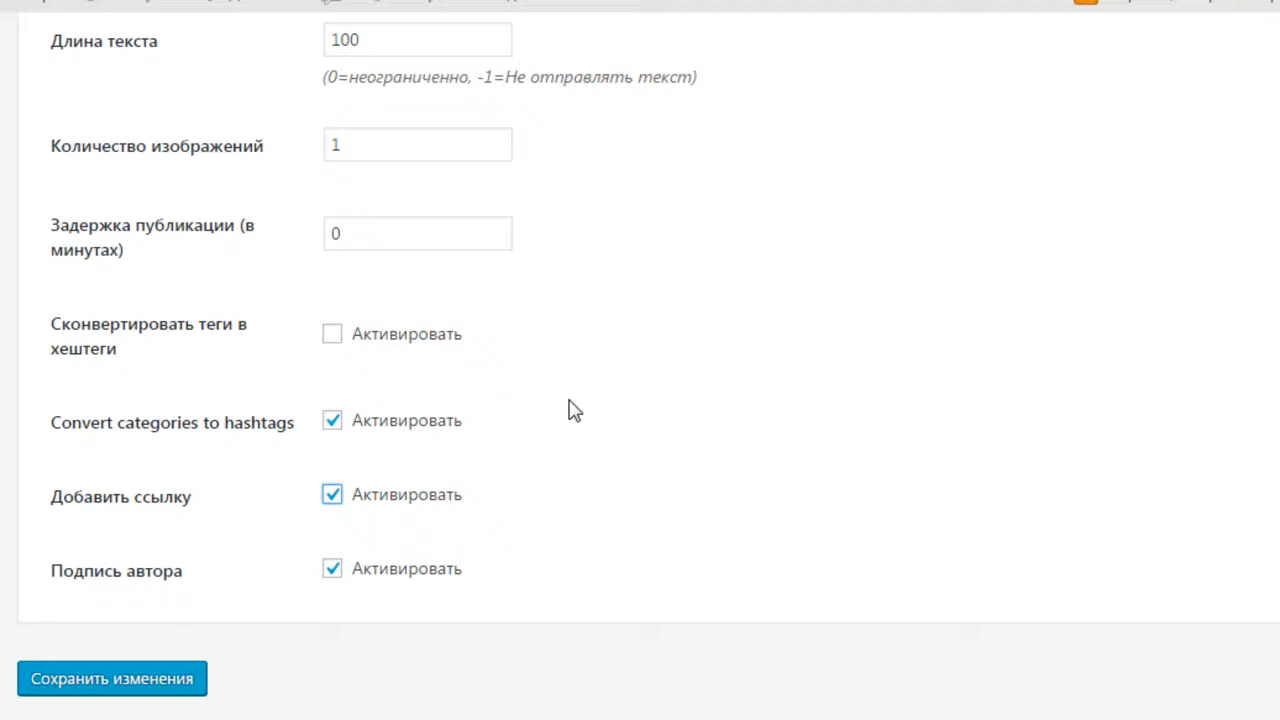 Длина текста
100
(0=неограниченно, -1=Не отправлять текст)
Количество изображений
1
Задержка публикации (в
минутах)
0
Сконвертировать теги в
хештеги
Активировать
Convert categories to hashtags
Активировать
Добавить ссылку
Активировать
Подпись автора
Активировать
Сохранить изменения